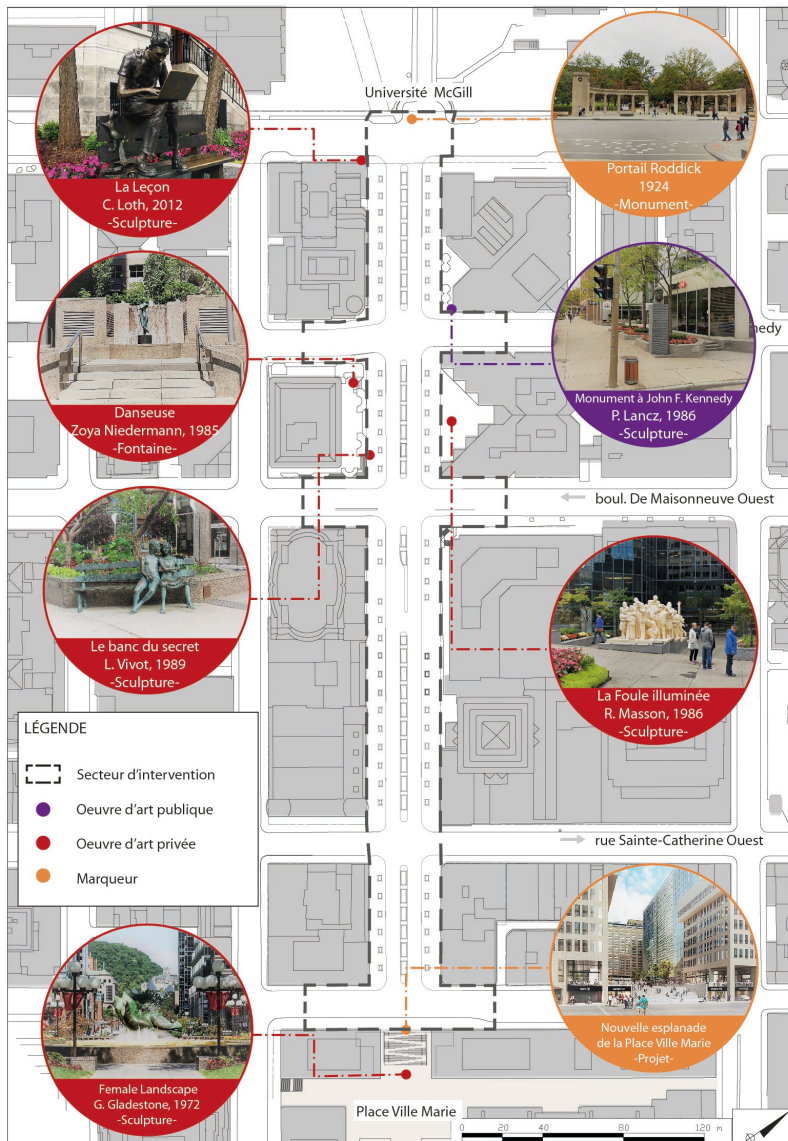 Université McGill
La Leçon
C. Loth, 2012
-Sculpture-
Portail Roddick
1924
-Monument-
Danseuse
Zoya Niedermann, 1985
-Fontaine-
nedy
Monument à John F. Kennedy
P. Lancz, 1986
-Sculpture-
boul. De Maisonneuve Ouest
Le banc du secret
L. Vivot, 1989
-Sculpture-
La Foule illuminée
R. Masson, 1986
-Sculpture-
LÉGENDE
Secteur d'intervention
Oeuvre d'art publique
Oeuvre d'art privée
Marqueur
rue Sainte-Catherine Ouest
Female Landscape
G. Gladestone, 1972
-Sculpture-
Nouvelle esplanade
de la Place Ville Marie
-Projet-
Place Ville Marie
0 20 40 80 120 m